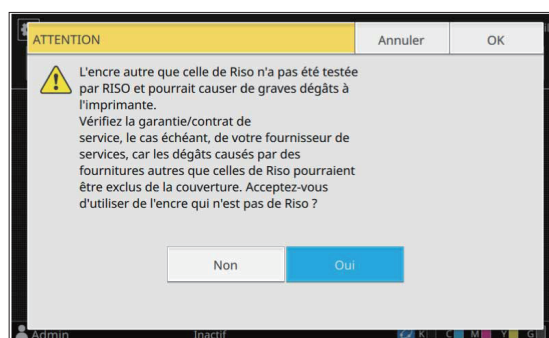 ATTENTION
Annuler
OK
L'encre autre que celle de Riso n'a pas été testée
par RISO et pourrait causer de graves dégâts à
l'imprimante.
Vérifiez la garantie/contrat de
service, le cas échéant, de votre fournisseur de
services, car les dégâts causés par des
fournitures autres que celles de Riso pourraient
être exclus de la couverture. Acceptez-vous
d'utiliser de l'encre qui n'est pas de Riso ?
Non
Oui
Admin
Inactif
K C M Y G